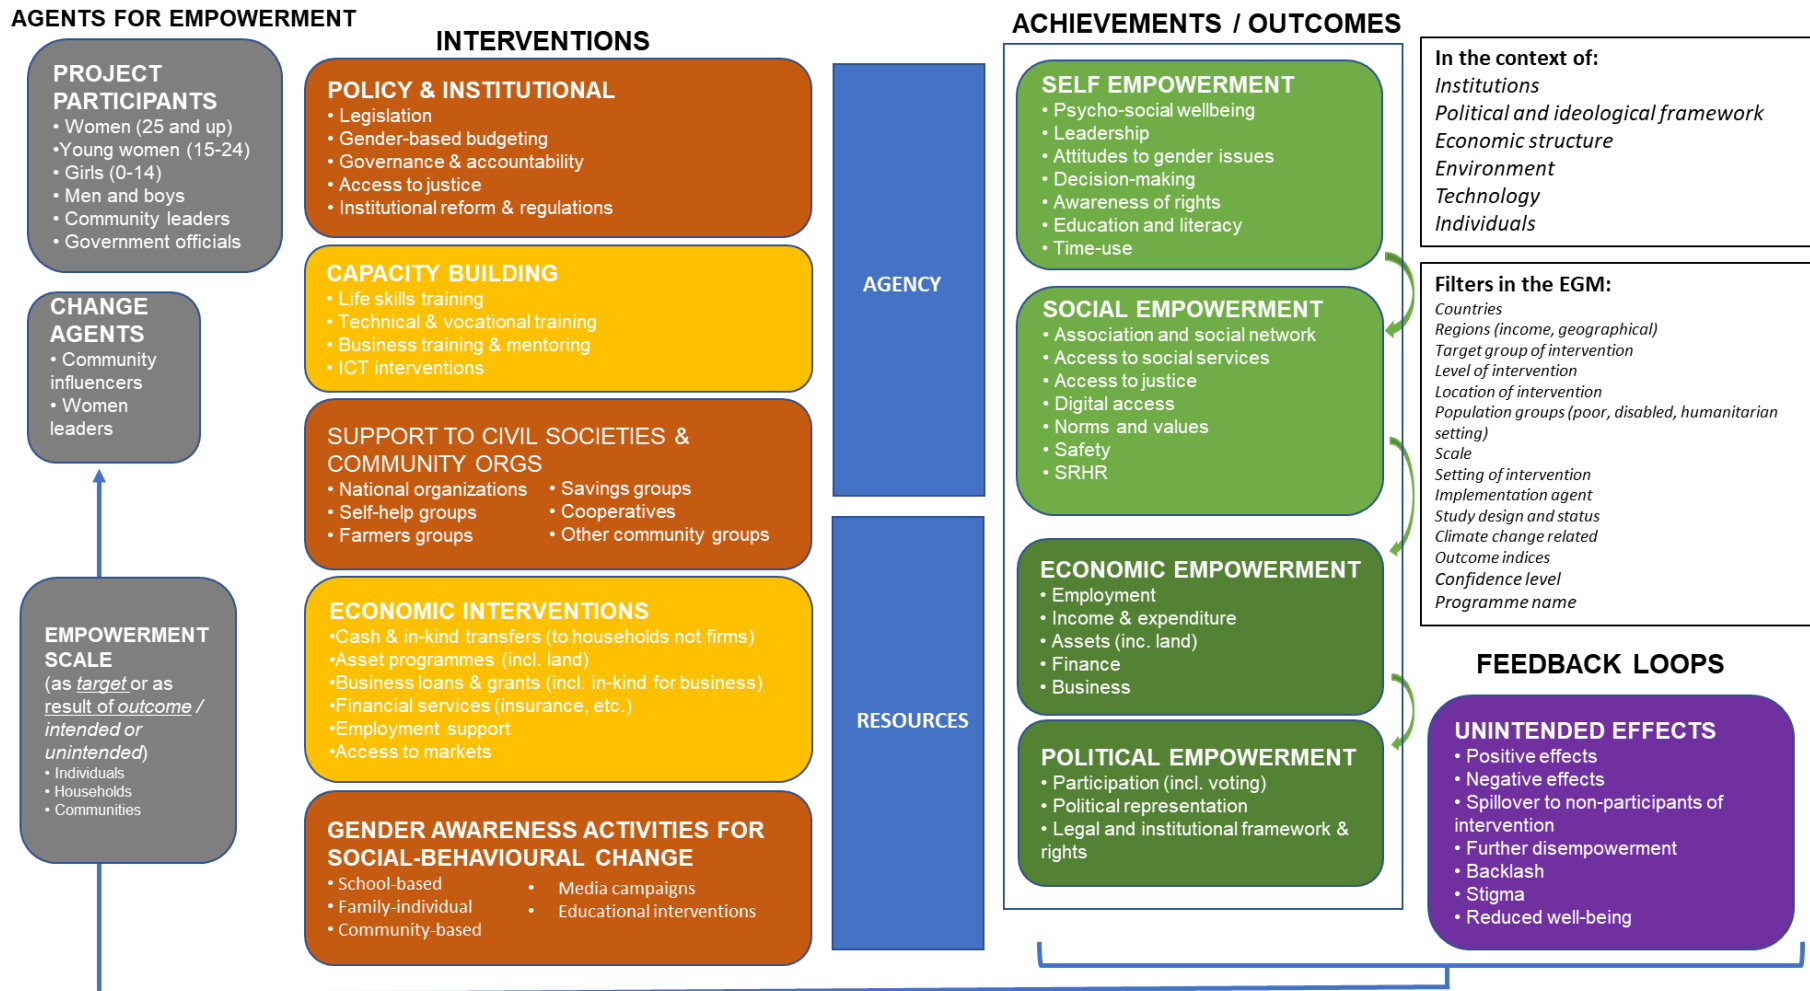 AGENTS FOR EMPOWERMENT
PROJECT
PARTICIPANTS
• Women (25 and up)
•Young women (15-24)
• Girls (0-14)
• Men and boys
• Community leaders
• Government officials
CHANGE
AGENTS
• Community
influencers
• Women
leaders
EMPOWERMENT
SCALE
(as target or as
result of outcome /
intended or
unintended)
• Individuals
• Households
• Communities
INTERVENTIONS
POLICY & INSTITUTIONAL
• Legislation
• Gender-based budgeting
• Governance & accountability
• Access to justice
• Institutional reform & regulations
CAPACITY BUILDING
• Life skills training
• Technical & vocational training
• Business training & mentoring
• ICT interventions
SUPPORT TO CIVIL SOCIETIES &
COMMUNITY ORGS
• National organizations
• Self-help groups
• Farmers groups
• Savings groups
• Cooperatives
• Other community groups
ECONOMIC INTERVENTIONS
•Cash & in-kind transfers (to households not firms)
•Asset programmes (incl. land)
•Business loans & grants (incl. in-kind for business)
•Financial services (insurance, etc.)
•Employment support
•Access to markets
GENDER AWARENESS ACTIVITIES FOR
SOCIAL-BEHAVIOURAL CHANGE
• School-based
• Family-individual
• Community-based
• Media campaigns
• Educational interventions
AGENCY
RESOURCES
ACHIEVEMENTS / OUTCOMES
SELF EMPOWERMENT
• Psycho-social wellbeing
• Leadership
• Attitudes to gender issues
• Decision-making
• Awareness of rights
• Education and literacy
• Time-use
SOCIAL EMPOWERMENT
• Association and social network
• Access to social services
• Access to justice
• Digital access
• Norms and values
• Safety
• SRHR
ECONOMIC EMPOWERMENT
• Employment
• Income & expenditure
• Assets (inc. land)
• Finance
• Business
POLITICAL EMPOWERMENT
• Participation (incl. voting)
• Political representation
• Legal and institutional framework &
rights
In the context of:
Institutions
Political and ideological framework
Economic structure
Environment
Technology
Individuals
Filters in the EGM:
Countries
Regions (income, geographical)
Target group of intervention
Level of intervention
Location of intervention
Population groups (poor, disabled, humanitarian
setting)
Scale
Setting of intervention
Implementation agent
Study design and status
Climate change related
Outcome indices
Confidence level
Programme name
FEEDBACK LOOPS
UNINTENDED EFFECTS
• Positive effects
• Negative effects
• Spillover to non-participants of
intervention
• Further disempowerment
• Backlash
• Stigma
• Reduced well-being